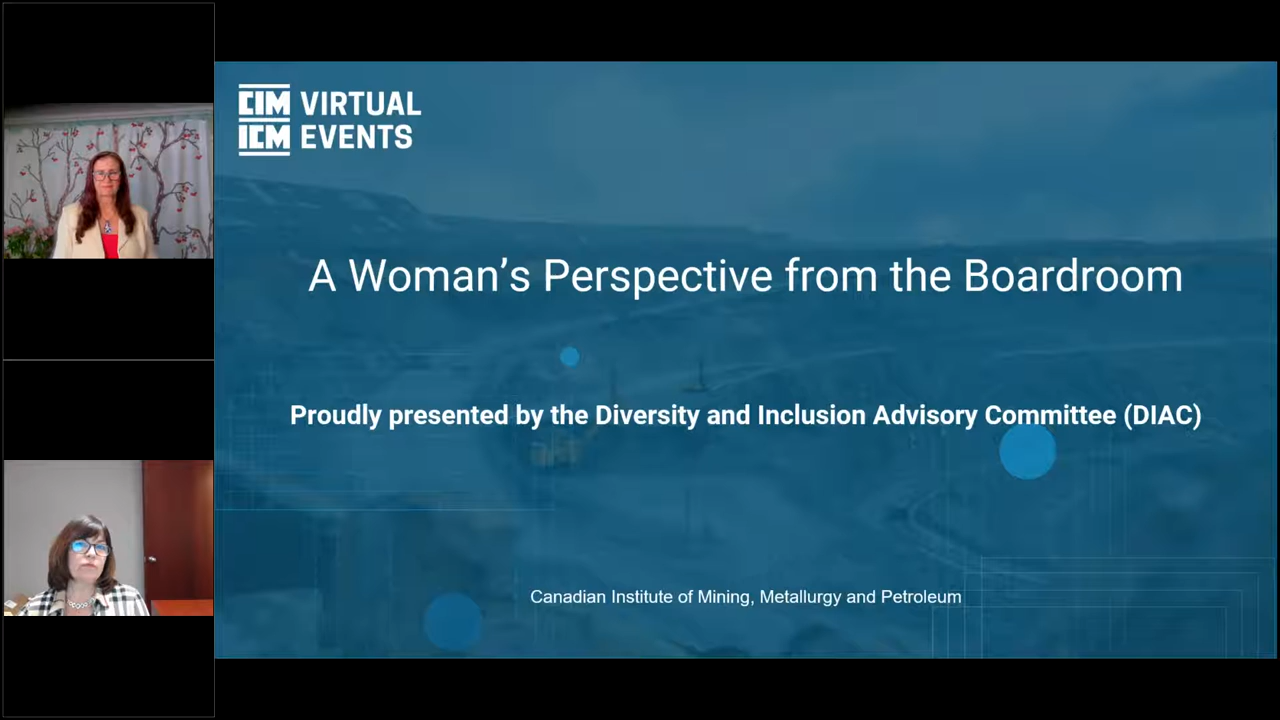 CIM VIRTUAL
ICM EVENTS
A Woman’s Perspective from the Boardroom
Proudly presented by the Diversity and Inclusion Advisory Committee (DIAC)
Canadian Institute of Mining, Metallurgy and Petroleum